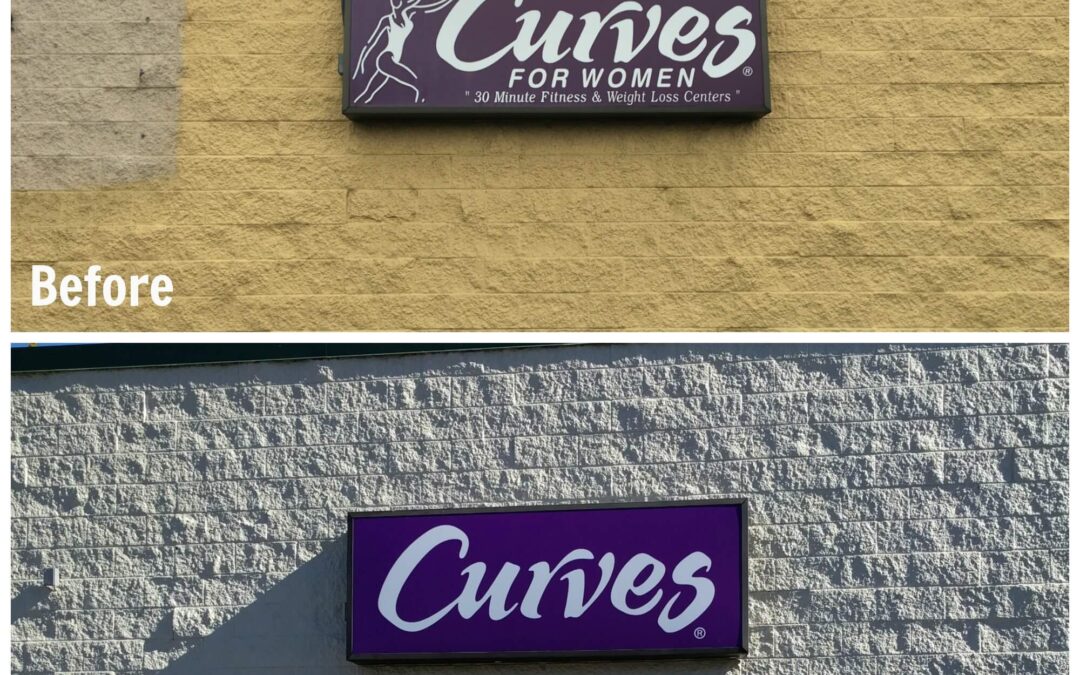 Curves®
FOR WOMEN
" 30 Minute Fitness & Weight Loss Centers "
Before
Curves
®